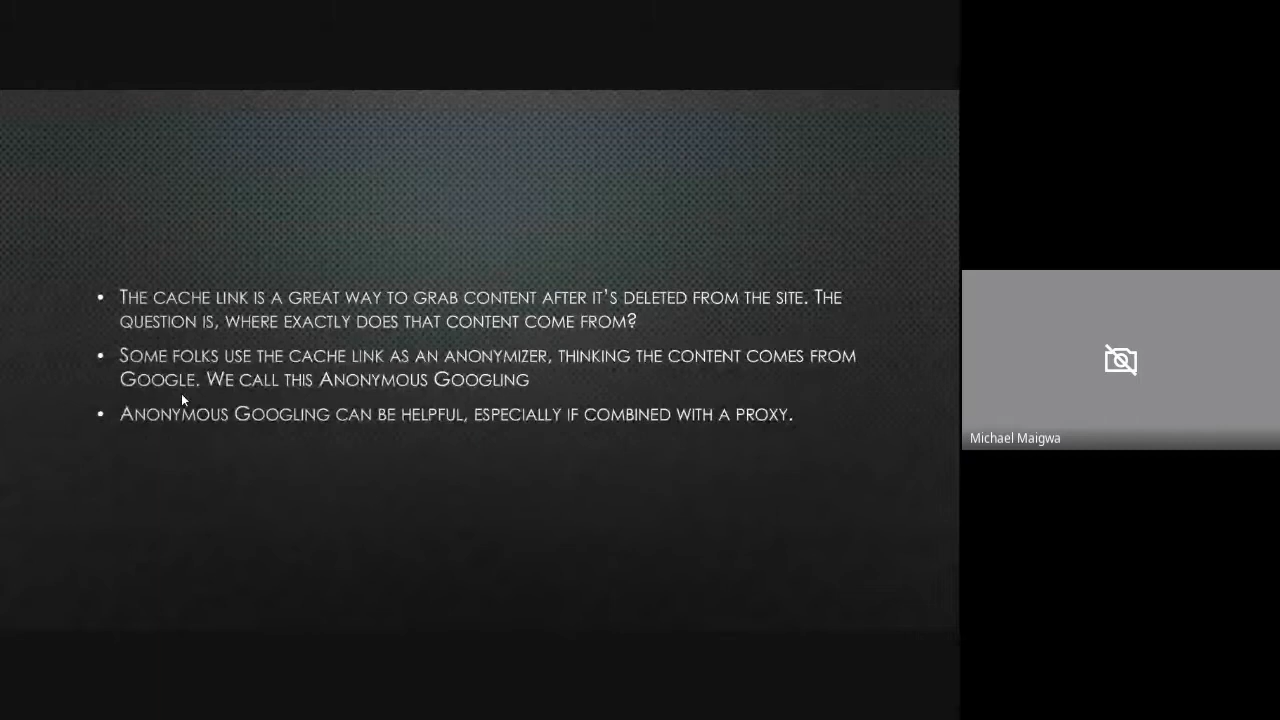 • The cache link is a great way to grab content after it's deleted from the site. The
question is, where exactly does that content come from?
• Some folks use the cache link as an anonymizer, thinking the content comes from
Google. We call this Anonymous Googling
• Anonymous Googling can be helpful, especially if combined with a proxy.
Michael Maigwa